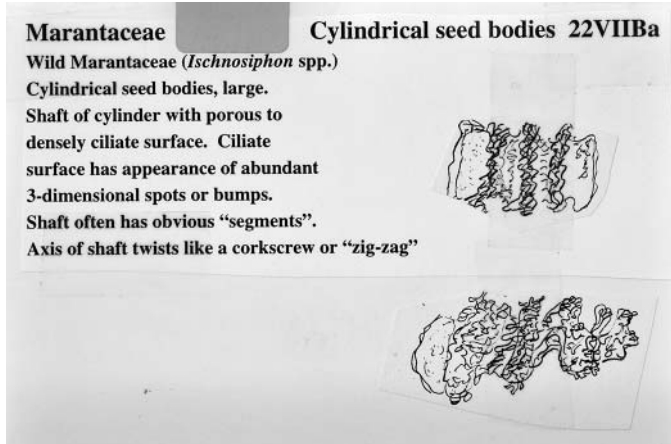 Marantaceae Cylindrical seed bodies 22VIIBa
Wild Marantaceae (Ischnosiphon spp.)
Cylindrical seed bodies, large.
Shaft of cylinder with porous to
densely ciliate surface. Ciliate
surface has appearance of abundant
3-dimensional spots or bumps.
Shaft often has obvious “segments”.
Axis of shaft twists like a corkscrew or “zig-zag”